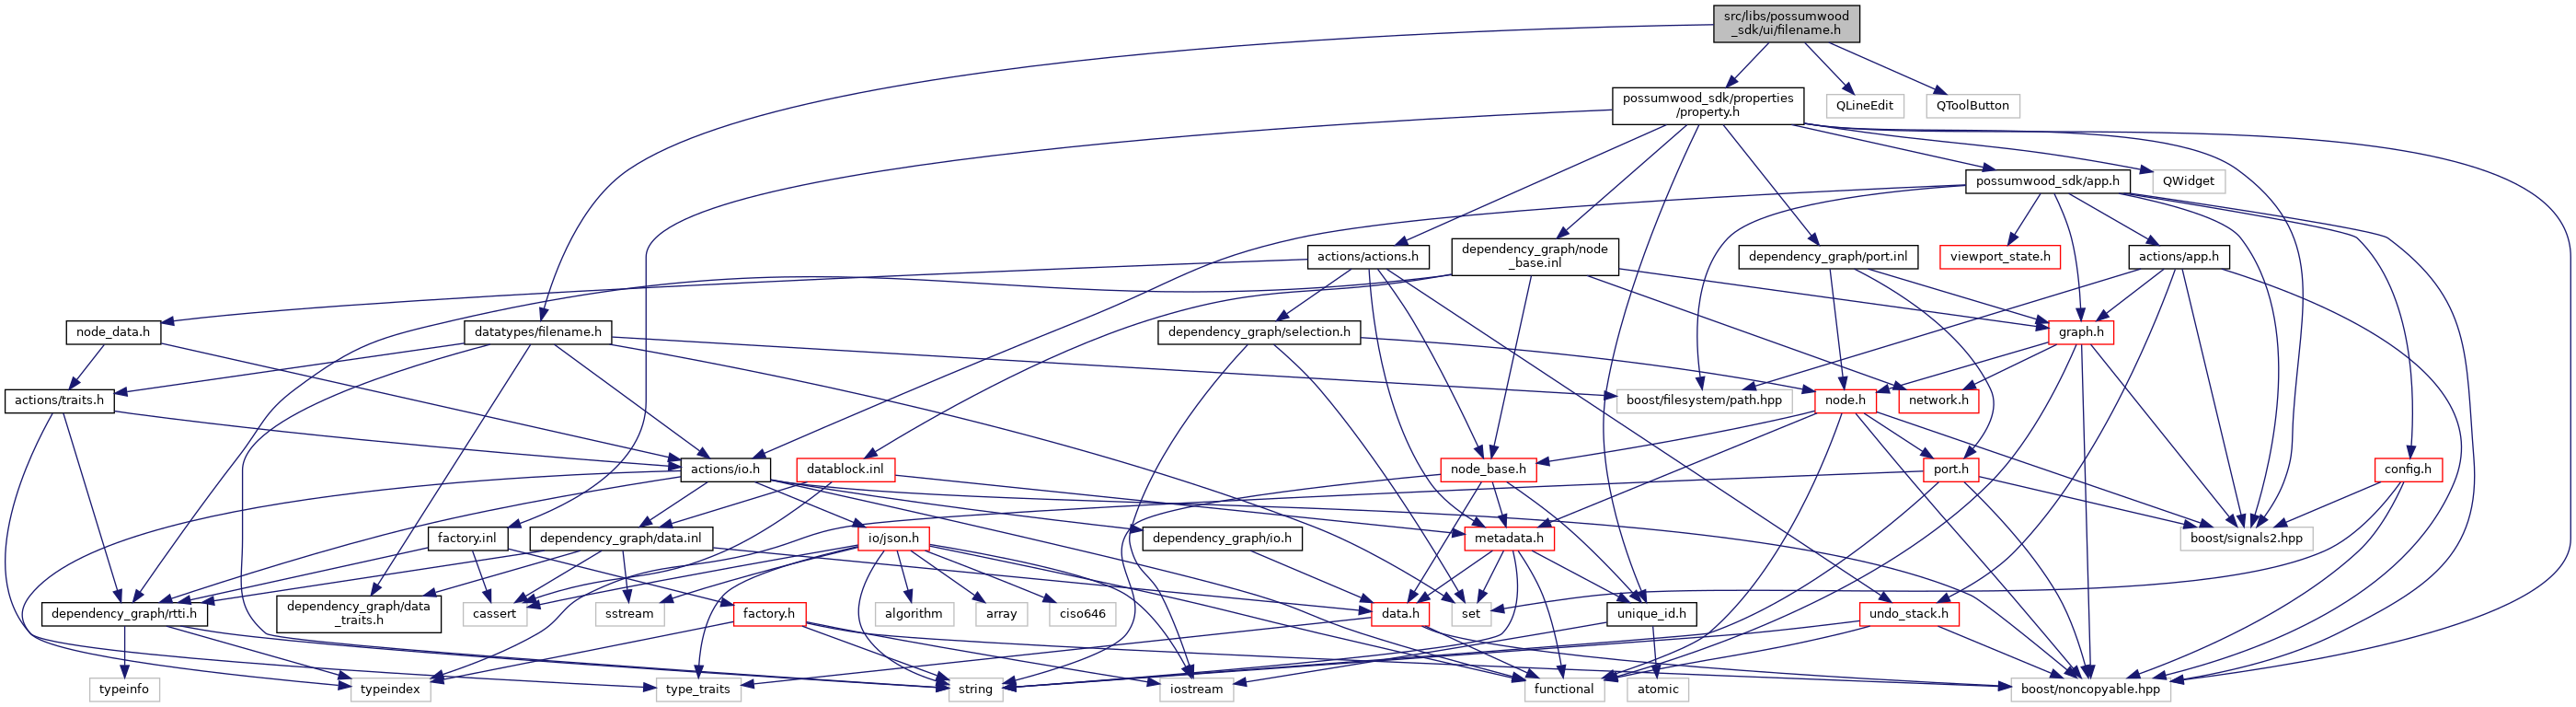 src/libs/possumwood
_sdk/ui/filename.h
possumwood_sdk/properties
/property.h
QLineEdit
QToolButton
possumwood_sdk/app.h
QWidget
actions/actions.h
dependency_graph/node
_base.inl
dependency_graph/port.inl
viewport_state.h
actions/app.h
node_data.h
datatypes/filename.h
dependency_graph/selection.h
graph.h
actions/traits.h
boost/filesystem/path.hpp
node.h
network.h
actions/io.h
datablock.inl
node_base.h
port.h
config.h
factory.inl
dependency_graph/data.inl
io/json.h
dependency_graph/io.h
metadata.h
boost/signals2.hpp
dependency_graph/rtti.h
dependency_graph/data
_traits.h
cassert
sstream
factory.h
algorithm
array
ciso646
data.h
set
unique_id.h
undo_stack.h
typeinfo
typeindex
type_traits
string
iostream
functional
atomic
boost/noncopyable.hpp